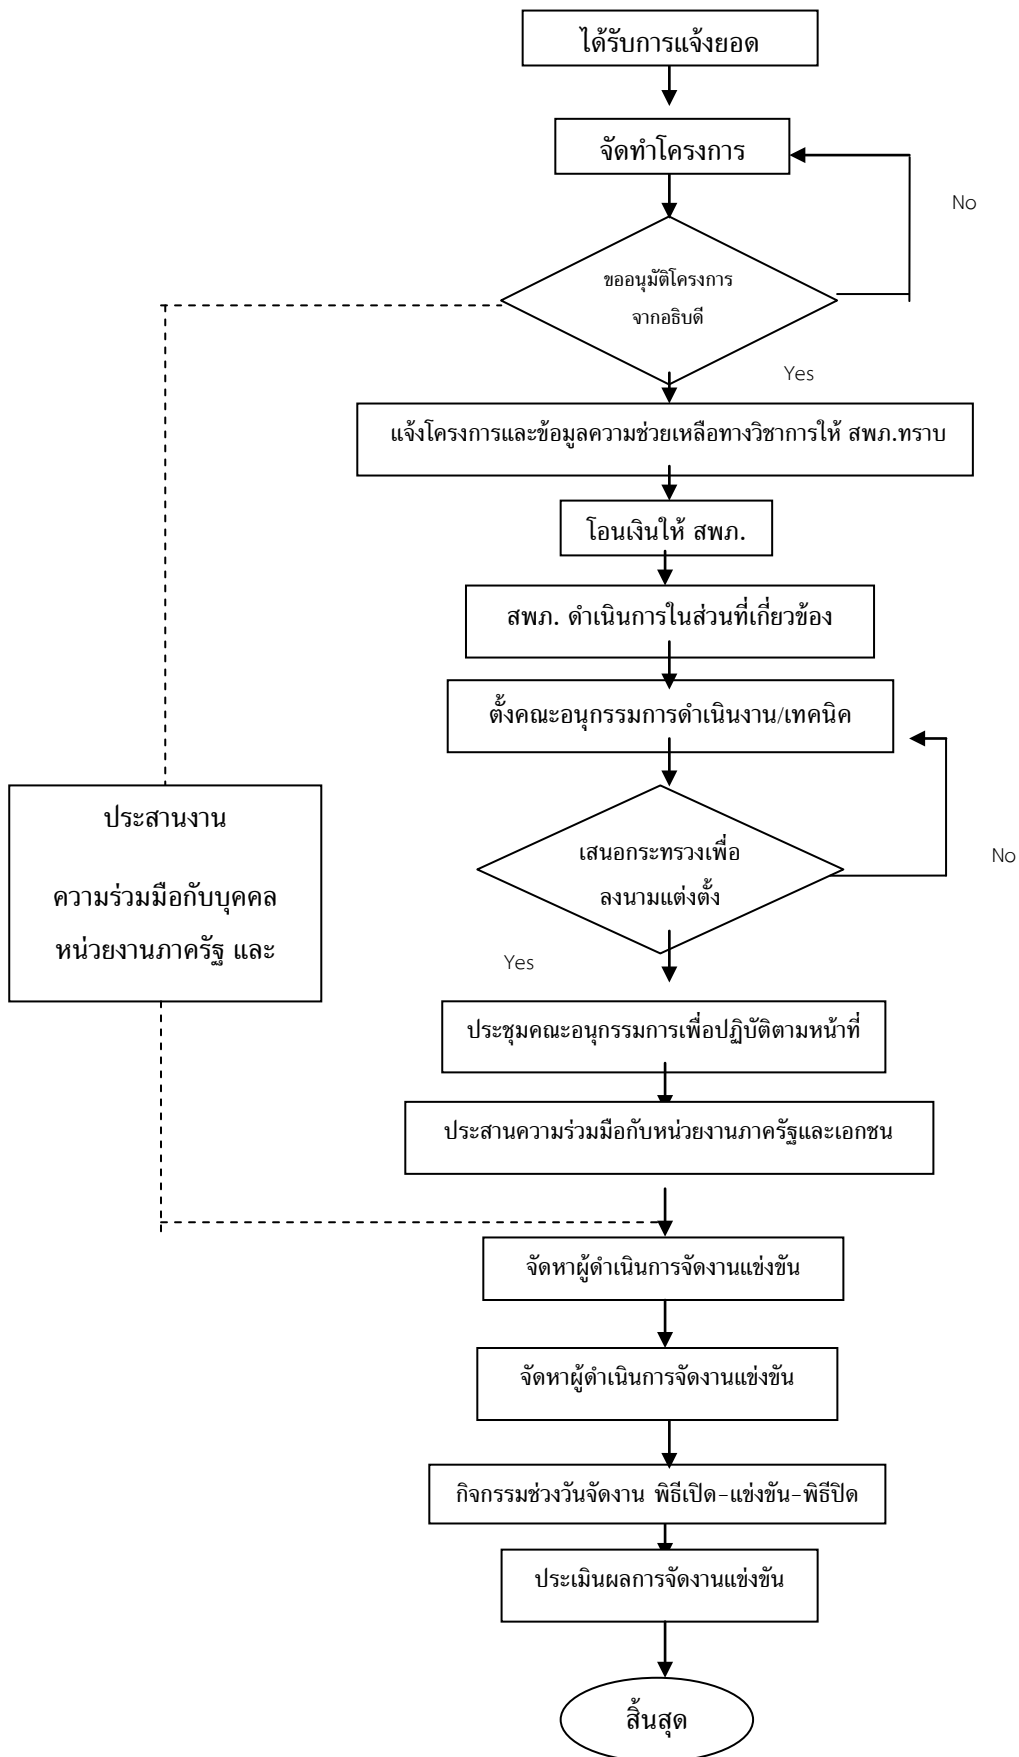 ได้รับการแจ้งยอด
จัดทำโครงการ
No
ขออนุมัติโครงการ
จากอธิบดี
Yes
แจ้งโครงการและข้อมูลความช่วยเหลือทางวิชาการให้ สพภ.ทราบ
โอนเงินให้ สพภ.
สพภ. ดำเนินการในส่วนที่เกี่ยวข้อง
ตั้งคณะอนุกรรมการดำเนินงาน/เทคนิค
ประสานงาน
ความร่วมมือกับบุคคล
หน่วยงานภาครัฐ และ
เสนอกระทรวงเพื่อ
ลงนามแต่งตั้ง
No
Yes
ประชุมคณะอนุกรรมการเพื่อปฏิบัติตามหน้าที่
ประสานความร่วมมือกับหน่วยงานภาครัฐและเอกชน
จัดหาผู้ดำเนินการจัดงานแข่งขัน
จัดหาผู้ดำเนินการจัดงานแข่งขัน
กิจกรรมช่วงวันจัดงาน พิธีเปิด-แข่งขัน-พิธีปิด
ประเมินผลการจัดงานแข่งขัน
สิ้นสุด